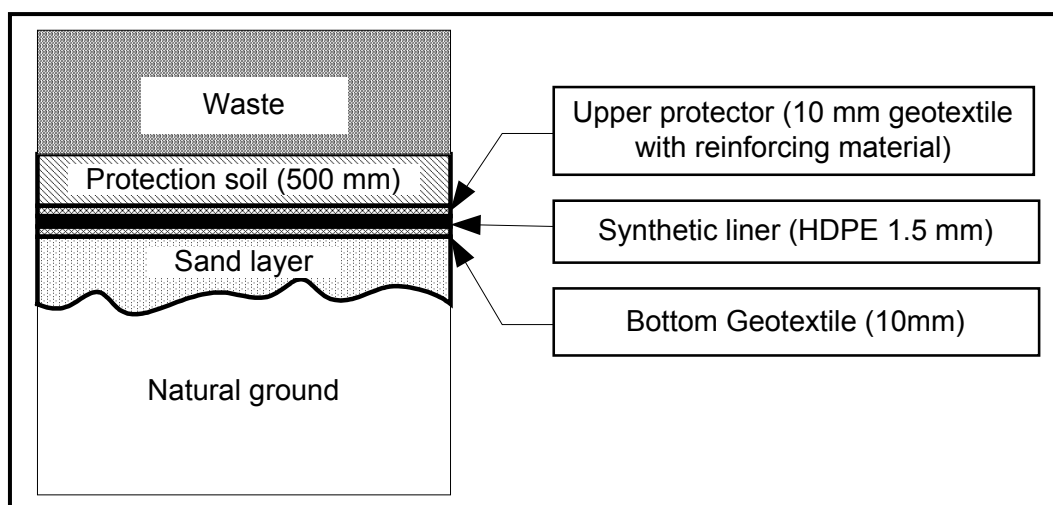 Waste
Protection soil (500 mm)
Sand layer
Natural ground
Upper protector (10 mm geotextile
with reinforcing material)
Synthetic liner (HDPE 1.5 mm)
Bottom Geotextile (10mm)